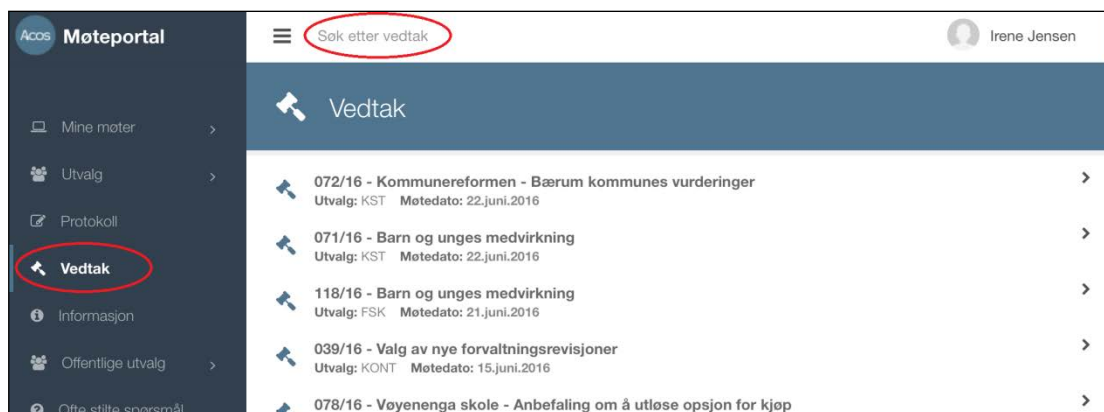 Acos Møteportal
Søk etter vedtak
Irene Jensen
Mine møter
Utvalg
Protokoll
Vedtak
Informasjon
Offentlige utvalg
Ofte stilte spørsmål
Vedtak
072/16 - Kommunereformen - Bærum kommunes vurderinger
Utvalg: KST Møtedato: 22.juni.2016
071/16 - Barn og unges medvirkning
Utvalg: KST Møtedato: 22.juni.2016
118/16 - Barn og unges medvirkning
Utvalg: FSK Møtedato: 21.juni.2016
039/16 - Valg av nye forvaltningsrevisjoner
Utvalg: KONT Møtedato: 15.juni.2016
078/16 - Vøyenenga skole - Anbefaling om å utløse opsjon for kjøp